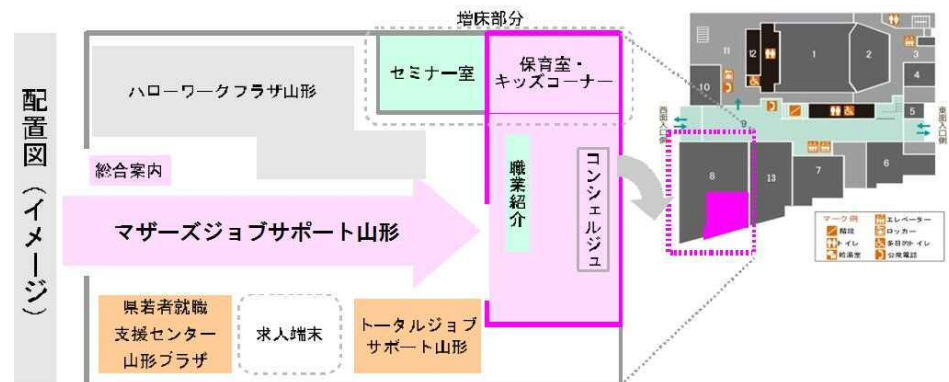 配置図（イメージ）
増床部分
ハローワークプラザ山形
セミナー室
保育室・
キッズコーナー
総合案内
マザーズジョブサポート山形
職業紹介
コンシェルジュ
県若者就職
支援センター
山形プラザ
求人端末
トータルジョブ
サポート山形
11
12
1
2
3
4
10
5
西面入口側
9
東面入口側
8
13
7
6
マーク例
階段
トイレ
給湯室
エレベーター
ロッカー
多目的トイレ
公衆電話